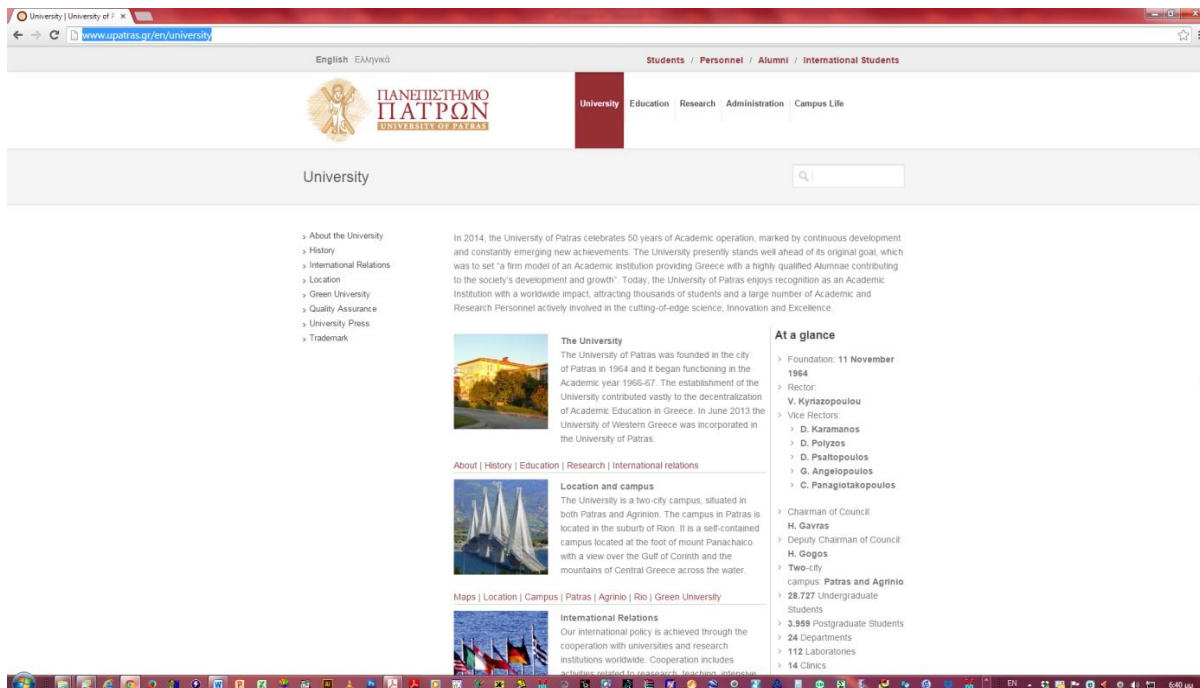 University | University of P
www.upatras.gr/en/university
English Ελληνικά
Students / Personnel / Alumni / International Students
ΠΑΝΕΠΙΣΤΗΜΙΟ
ΠΑΤΡΩΝ
UNIVERSITY OF PATRAS
University Education Research Administration Campus Life
University
About the University
History
International Relations
Location
Green University
Quality Assurance
University Press
Trademark
In 2014, the University of Patras celebrates 50 years of Academic operation, marked by continuous development
and constantly emerging new achievements. The University presently stands well ahead of its original goal, which
was to set “a firm model of an Academic institution providing Greece with a highly qualified Alumnae contributing
to the society’s development and growth”. Today, the University of Patras enjoys recognition as an Academic
Institution with a worldwide impact, attracting thousands of students and a large number of Academic and
Research Personnel actively involved in the cutting-edge science, Innovation and Excellence.
The University
The University of Patras was founded in the city
of Patras in 1964 and it began functioning in the
Academic year 1966-67. The establishment of the
University contributed vastly to the decentralization
of Academic Education in Greece. In June 2013 the
University of Western Greece was incorporated in
the University of Patras.
About | History | Education | Research | International relations
Location and campus
The University is a two-city campus, situated in
both Patras and Agrinion. The campus in Patras is
located in the suburb of Rion. It is a self-contained
campus located at the foot of mount Panachaico
with a view over the Gulf of Corinth and the
mountains of Central Greece across the water.
Maps | Location | Campus | Patras | Agrinio | Rio | Green University
International Relations
Our international policy is achieved through the
cooperation with universities and research
institutions worldwide. Cooperation includes
activities related to reasearch, teaching, intensive
At a glance
Foundation: 11 November
1964
Rector:
V. Kyriazopoulou
Vice Rectors:
D. Karamanos
D. Polyzos
D. Psaltopoulos
G. Angelopoulos
C. Panagiotakopoulos
Chairman of Council:
H. Gavras
Deputy Chairman of Council:
H. Gogos
Two-city
campus: Patras and Agrinio
28.727 Undergraduate
Students
3.959 Postgraduate Students
24 Departments
112 Laboratories
14 Clinics
EN
6:40 μμ